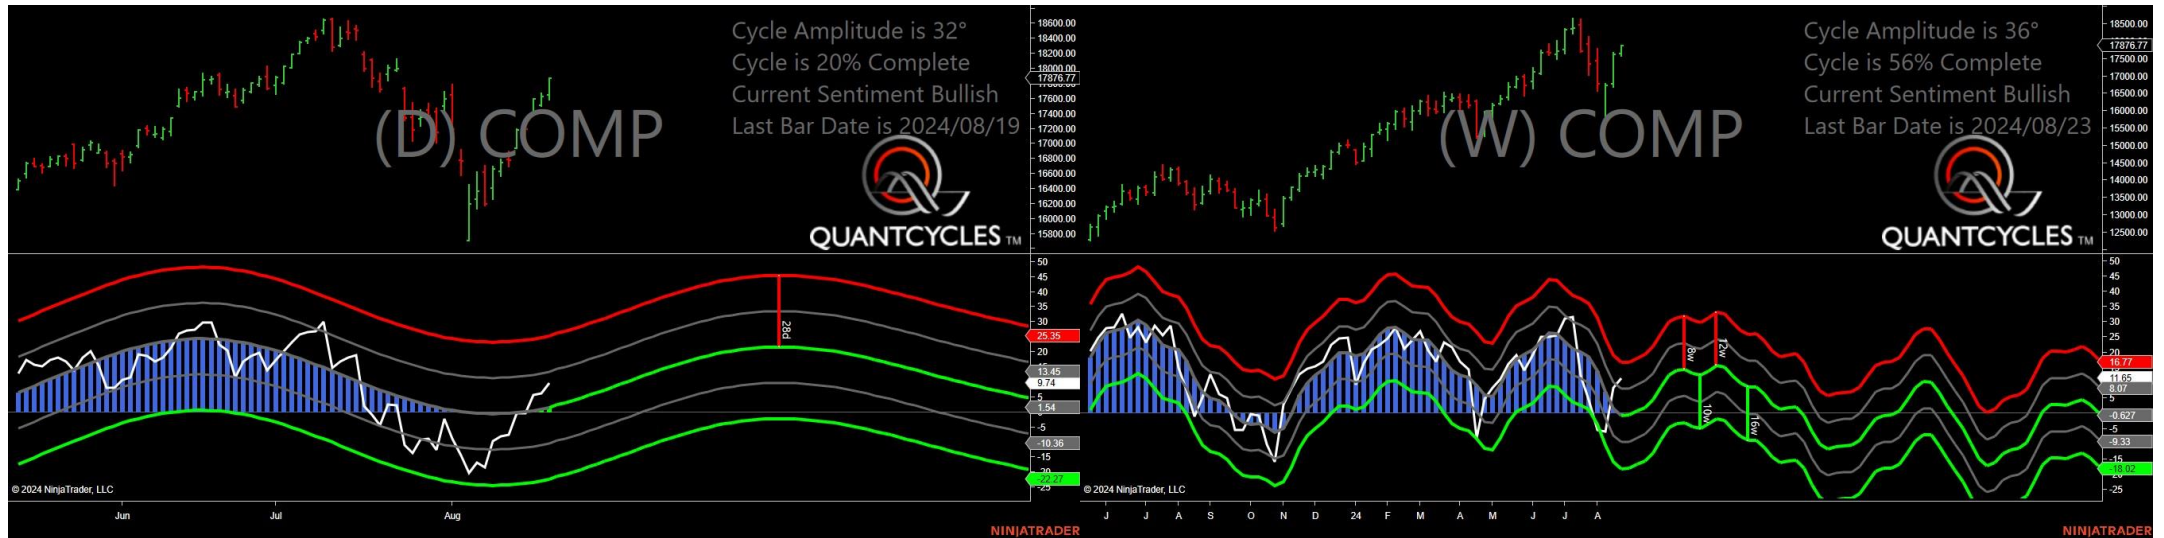 Cycle Amplitude is 32°
Cycle is 20% Complete
Current Sentiment Bullish
Last Bar Date is 2024/08/19
(D) COMP
QUANTCYCLES TM
18600.00
18400.00
18200.00
18000.00
17876.77
17600.00
17400.00
17200.00
17000.00
16800.00
16600.00
16400.00
16200.00
16000.00
15800.00
50
45
40
35
30
25.35
20
13.45
9.74
5
1.54
-5
-10.36
-15
-20
-22.27
-25
28d
© 2024 NinjaTrader, LLC
Jun Jul Aug
NINJATRADER
Cycle Amplitude is 36°
Cycle is 56% Complete
Current Sentiment Bullish
Last Bar Date is 2024/08/23
(W) COMP
QUANTCYCLES TM
18500.00
17876.77
17500.00
17000.00
16500.00
16000.00
15500.00
15000.00
14500.00
14000.00
13500.00
13000.00
12500.00
50
45
40
35
30
25
20
16.77
11.65
8.07
5
-0.627
-5
-9.33
-15
-18.02
-25
8w
12w
10w
16w
© 2024 NinjaTrader, LLC
J J A S O N D 24 F M A M J J A
NINJATRADER